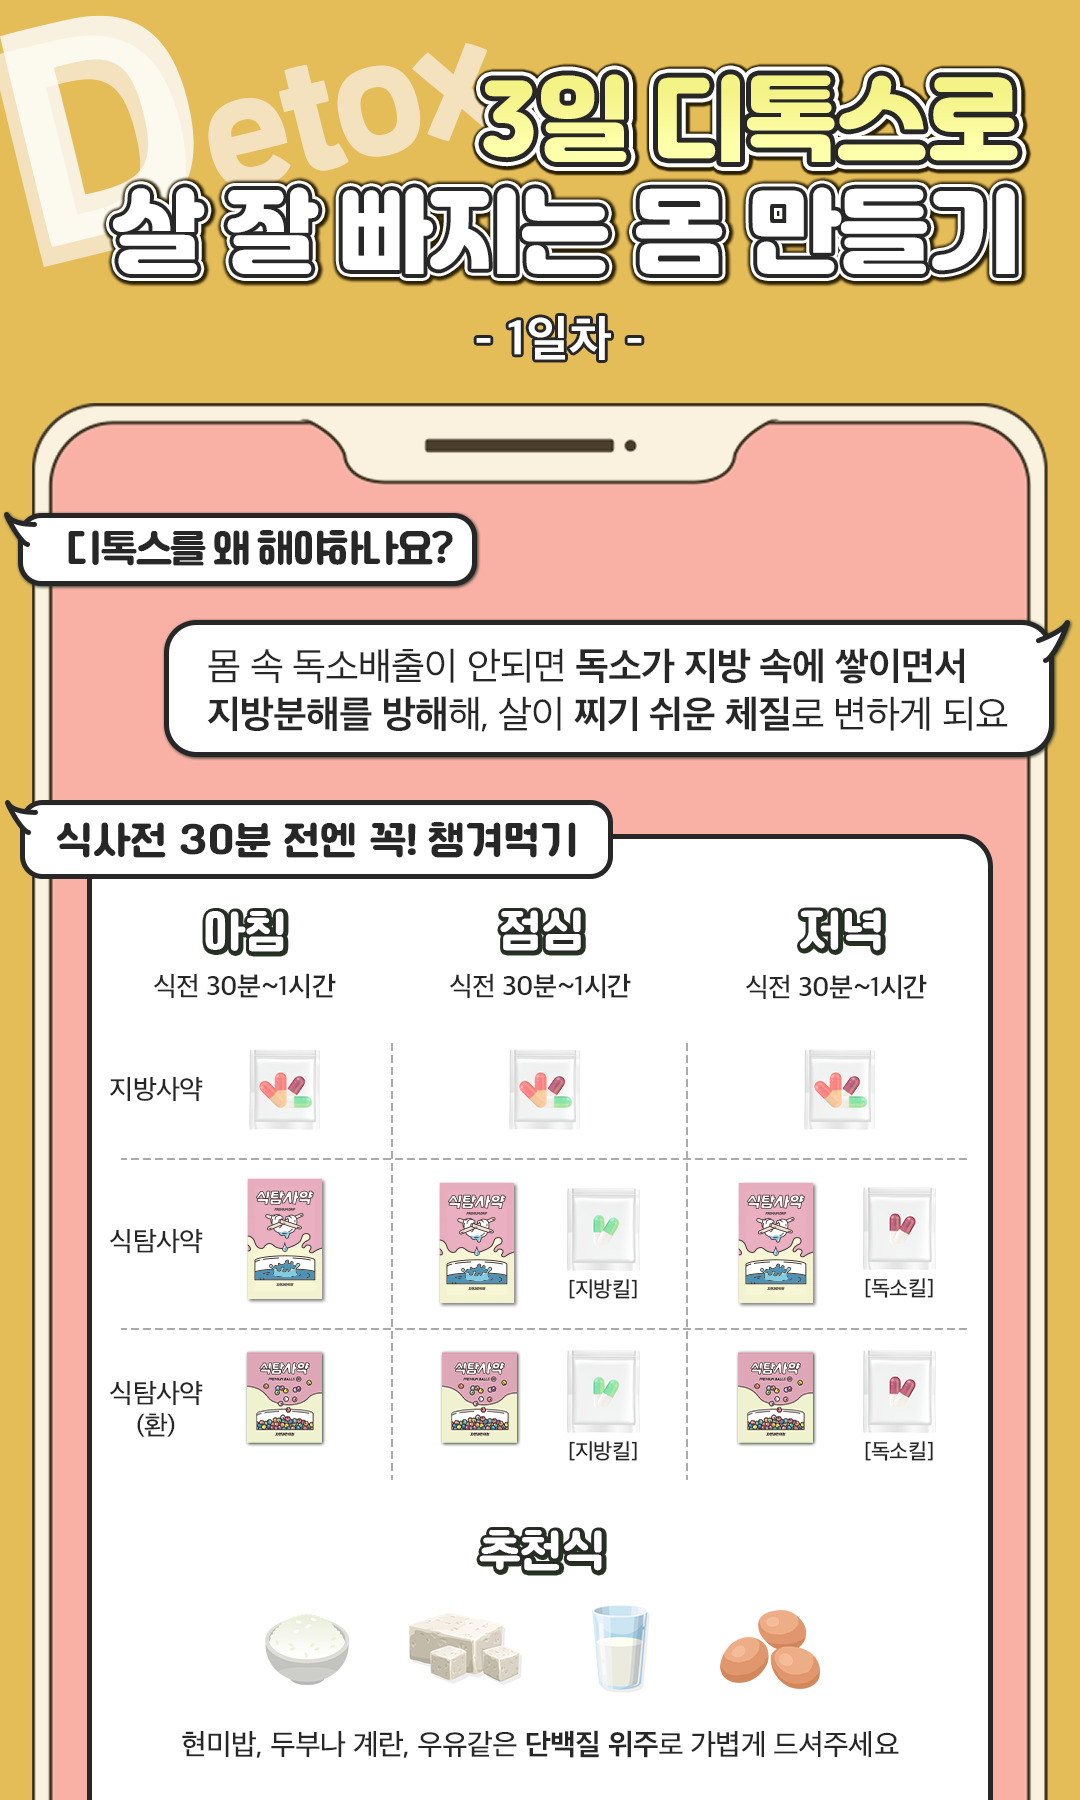 Detox
3일 디톡스로
살 잘 빠지는 몸 만들기
- 1일차 -
디톡스를 왜 해야하나요?
몸 속 독소배출이 안되면 독소가 지방 속에 쌓이면서
지방분해를 방해해, 살이 찌기 쉬운 체질로 변하게 되요
식사전 30분 전엔 꼭! 챙겨먹기
아침 점심 저녁
식전 30분~1시간 식전 30분~1시간 식전 30분~1시간
지방사약
식탐사약 식탐사약 식탐사약
식탐사약
[지방킬] [독소킬]
식탐사약 식탐사약 식탐사약
PREMIUM BALLS PREMIUM BALLS PREMIUM BALLS
식탐사약
(환)
[지방킬] [독소킬]
추천식
현미밥, 두부나 계란, 우유같은 단백질 위주로 가볍게 드셔주세요